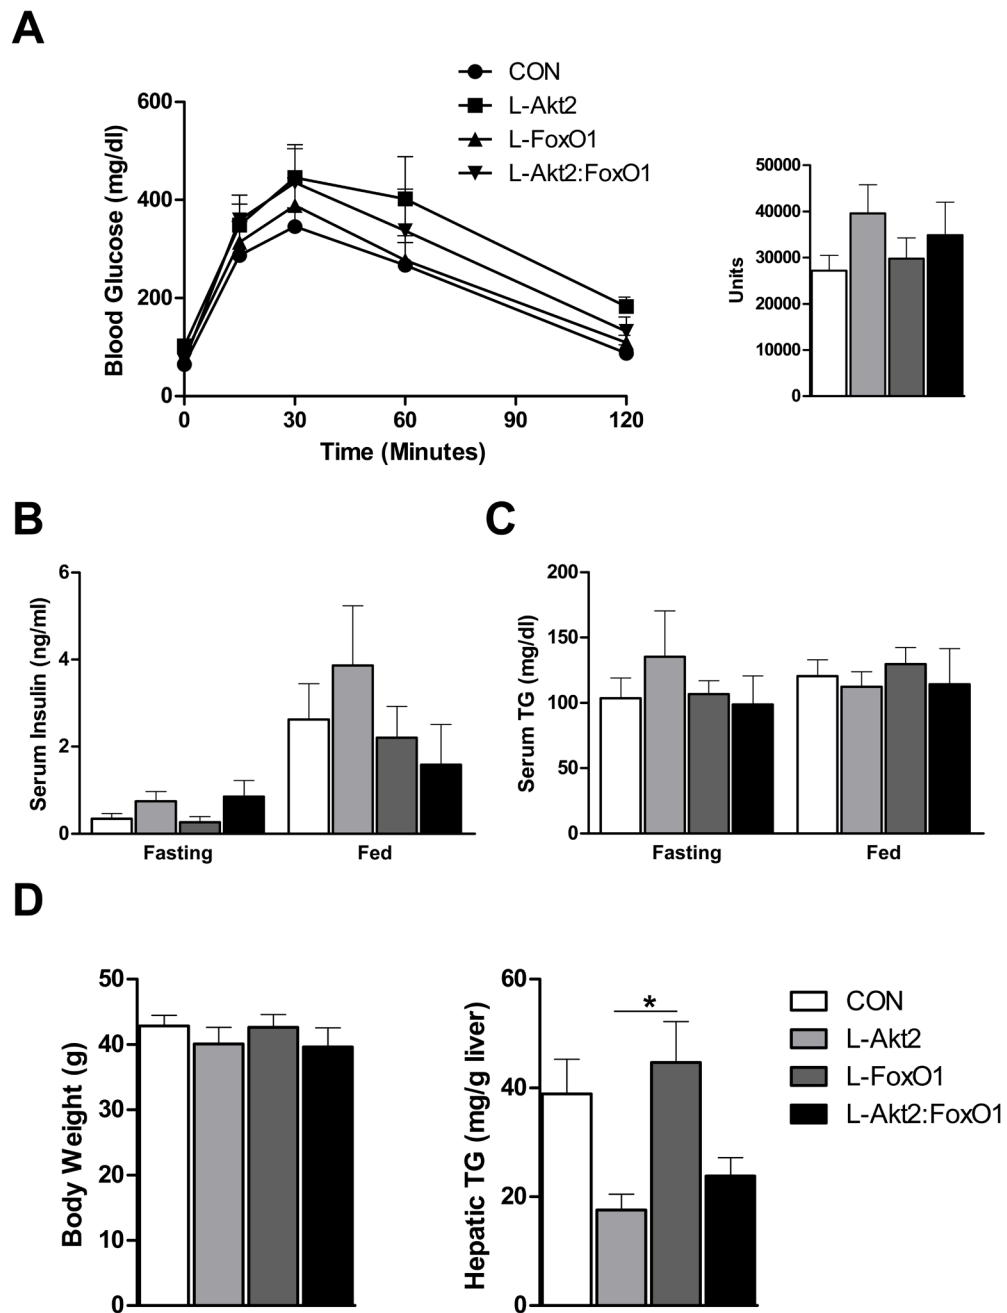 A
CON
L-Akt2
L-FoxO1
L-Akt2:FoxO1
Blood Glucose (mg/dl)
600
400
200
0
0 30 60 90 120
Time (Minutes)
Units
50000
40000
30000
20000
10000
0
B
Serum Insulin (ng/ml)
6
4
2
0
Fasting Fed
C
Serum TG (mg/dl)
200
150
100
50
0
Fasting Fed
D
Body Weight (g)
50
40
30
20
10
0
Hepatic TG (mg/g liver)
60
40
20
0
*
CON
L-Akt2
L-FoxO1
L-Akt2:FoxO1